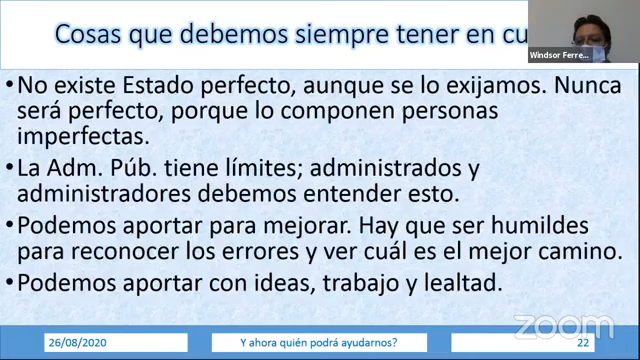 Cosas que debemos siempre tener en cu
Windsor Ferre...
•No existe Estado perfecto, aunque se lo exijamos. Nunca
será perfecto, porque lo componen personas
imperfectas.
•La Adm. Púb. tiene límites; administrados y
administradores debemos entender esto.
•Podemos aportar para mejorar. Hay que ser humildes
para reconocer los errores y ver cuál es el mejor camino.
•Podemos aportar con ideas, trabajo y lealtad.
26/08/2020
Y ahora quién podrá ayudarnos?
22
zoom